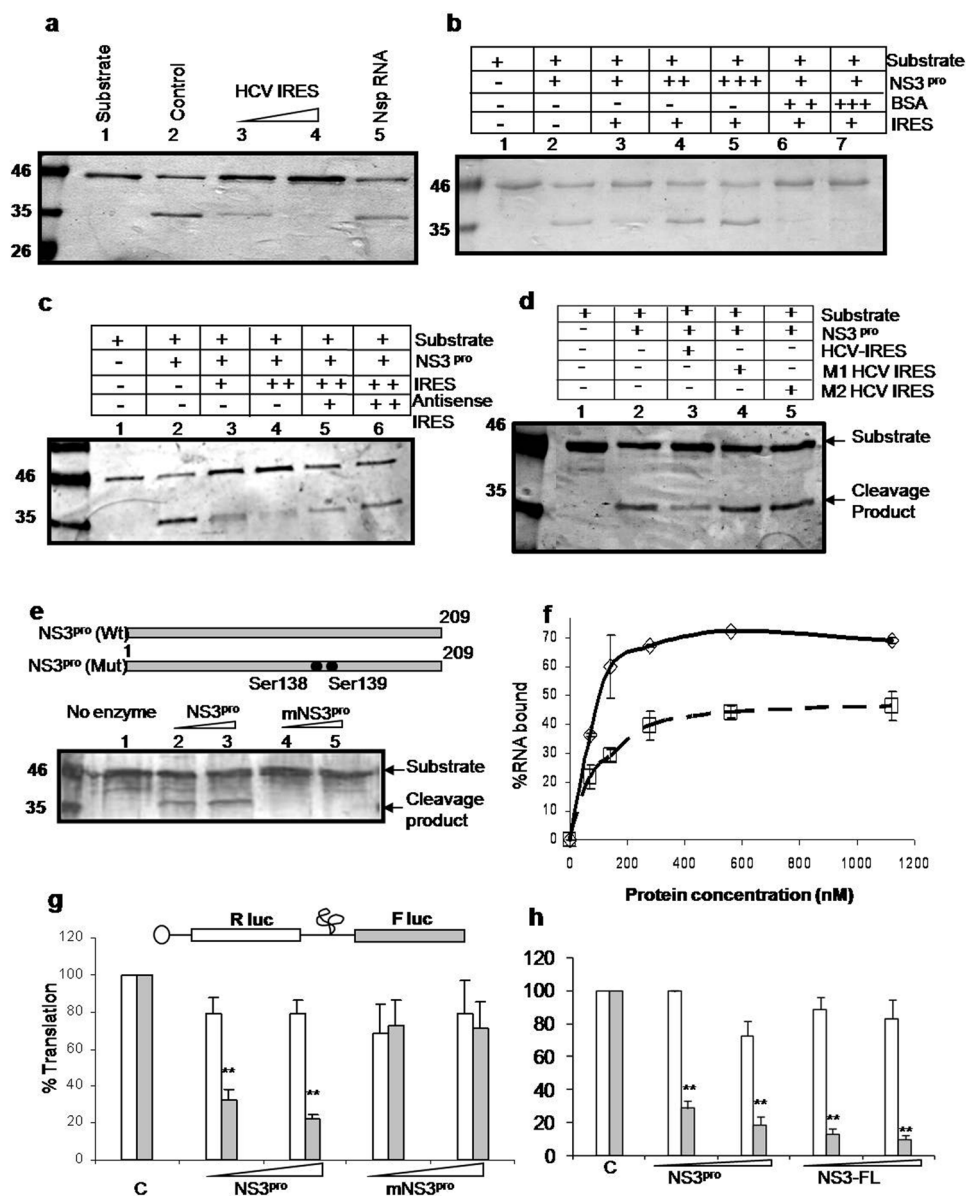 a
Substrate
Control
HCV IRES
Nsp RNA
1 2 3 4 5
46
35
26
b
+ + + + + + + Substrate
- + + ++ +++ + + NS3 pro
- - - - - ++ +++ BSA
- - + + + + + IRES
1 2 3 4 5 6 7
46
35
c
+ + + + + + Substrate
- + + + + + NS3 pro
- - + ++ ++ ++ IRES
- - - - + ++ Antisense
IRES
1 2 3 4 5 6
46
35
d
+ + + + + Substrate
- + + + + NS3 pro
- - + - - HCV-IRES
- - - + - M1 HCV IRES
- - - - + M2 HCV IRES
1 2 3 4 5
46
35
Substrate
Cleavage
Product
e
209
NS3pro (Wt)
1
NS3pro (Mut)
209
Ser138 Ser139
No enzyme NS3pro mNS3pro
1 2 3 4 5
46
35
Substrate
Cleavage
product
f
%RNA bound
70
60
50
40
30
20
10
0
0 200 400 600 800 1000 1200
Protein concentration (nM)
g
R luc
F luc
% Translation
120
100
80
60
40
20
0
**
**
C NS3pro mNS3pro
h
120
100
80
60
40
20
0
**
**
**
**
C NS3pro NS3-FL